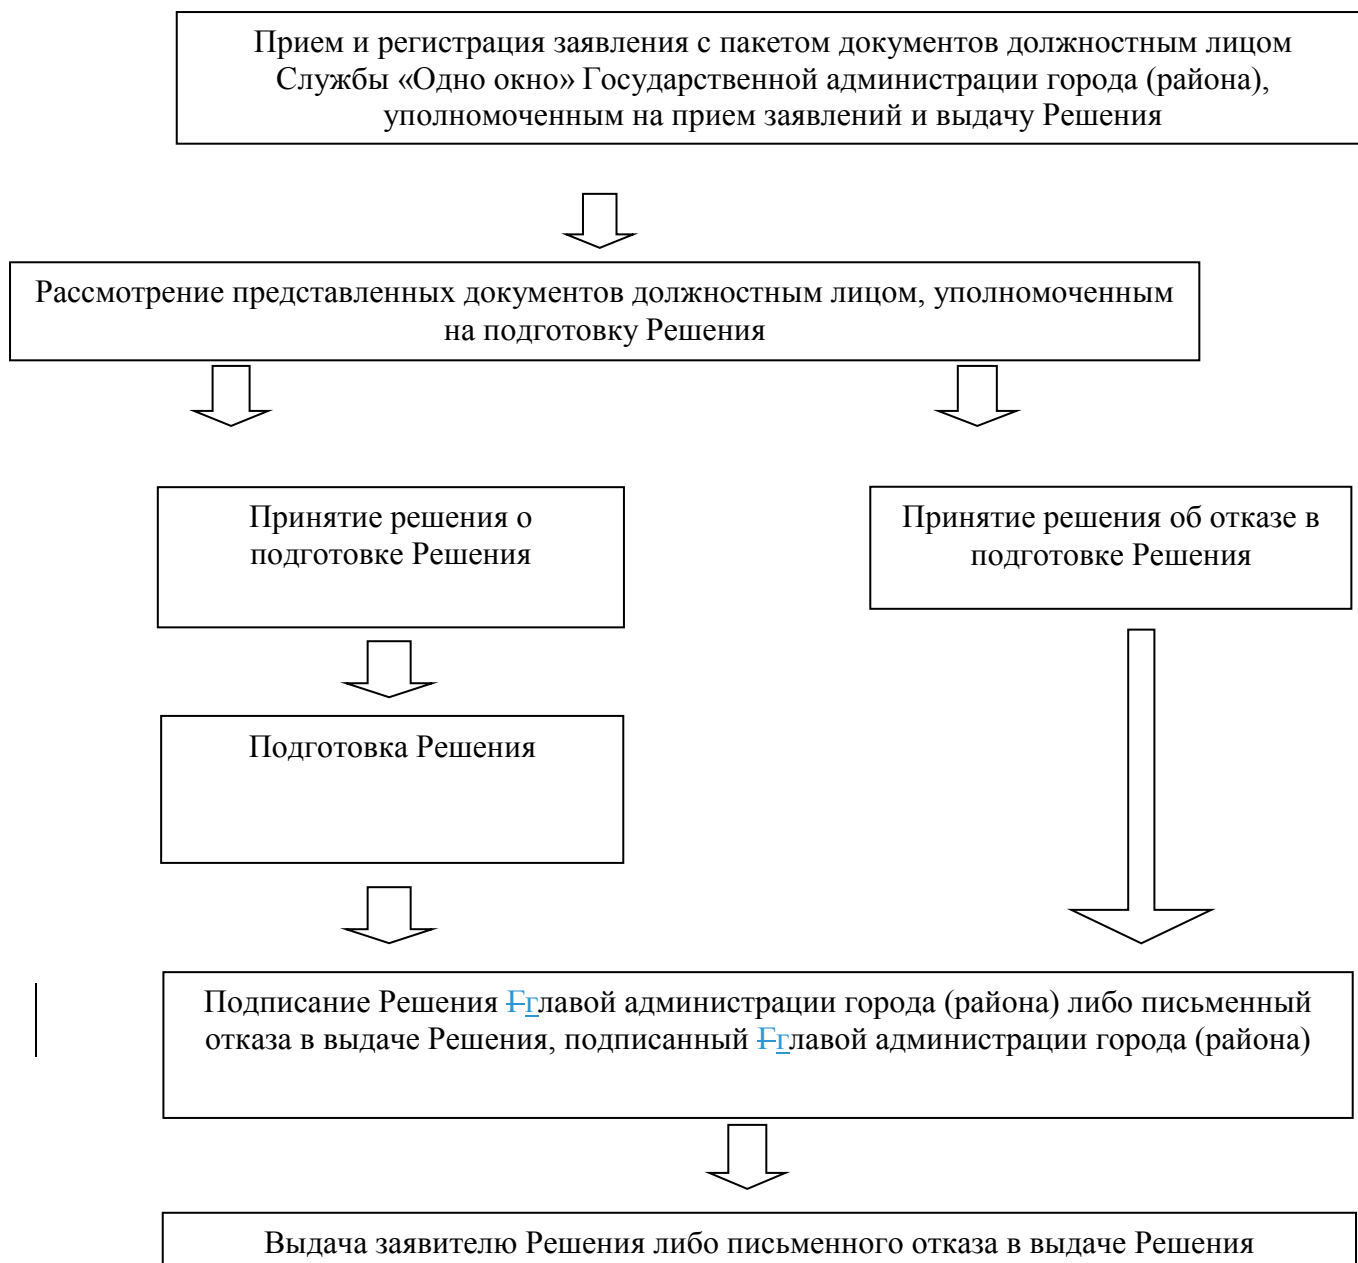 Прием и регистрация заявления с пакетом документов должностным лицом
Службы «Одно окно» Государственной администрации города (района),
уполномоченным на прием заявлений и выдачу Решения
Рассмотрение представленных документов должностным лицом, уполномоченным
на подготовку Решения
Принятие решения о
подготовке Решения
Принятие решения об отказе в
подготовке Решения
Подготовка Решения
Подписание Решения Гглавой администрации города (района) либо письменный
отказа в выдаче Решения, подписанный Гглавой администрации города (района)
Выдача заявителю Решения либо письменного отказа в выдаче Решения